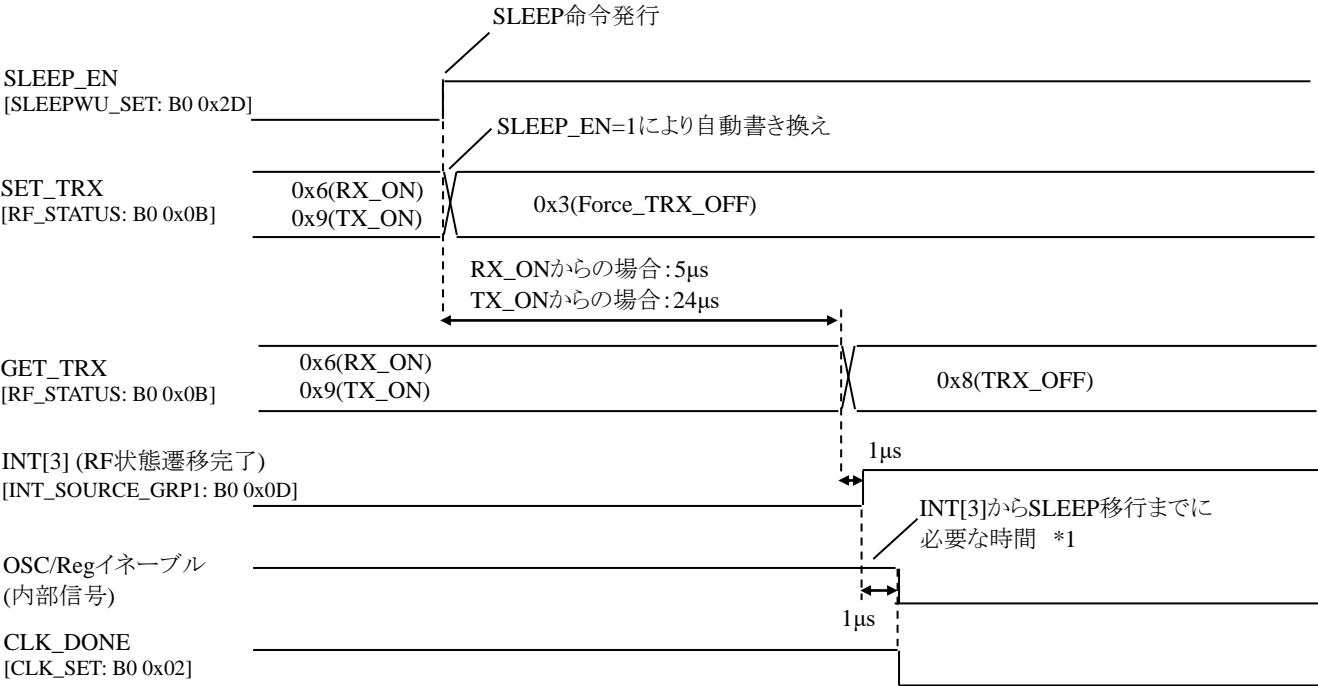 SLEEP命令発行
SLEEP_EN
[SLEEPWU_SET: B0 0x2D]
SLEEP_EN=1により自動書き換え
SET_TRX
[RF_STATUS: B0 0x0B]
0x6(RX_ON)
0x9(TX_ON)
0x3(Force_TRX_OFF)
RX_ONからの場合：5μs
TX_ONからの場合：24μs
GET_TRX
[RF_STATUS: B0 0x0B]
0x6(RX_ON)
0x9(TX_ON)
0x8(TRX_OFF)
1μs
INT[3] (RF状態遷移完了)
[INT_SOURCE_GRP1: B0 0x0D]
INT[3]からSLEEP移行までに
必要な時間 *1
OSC/Regイネーブル
(内部信号)
1μs
CLK_DONE
[CLK_SET: B0 0x02]